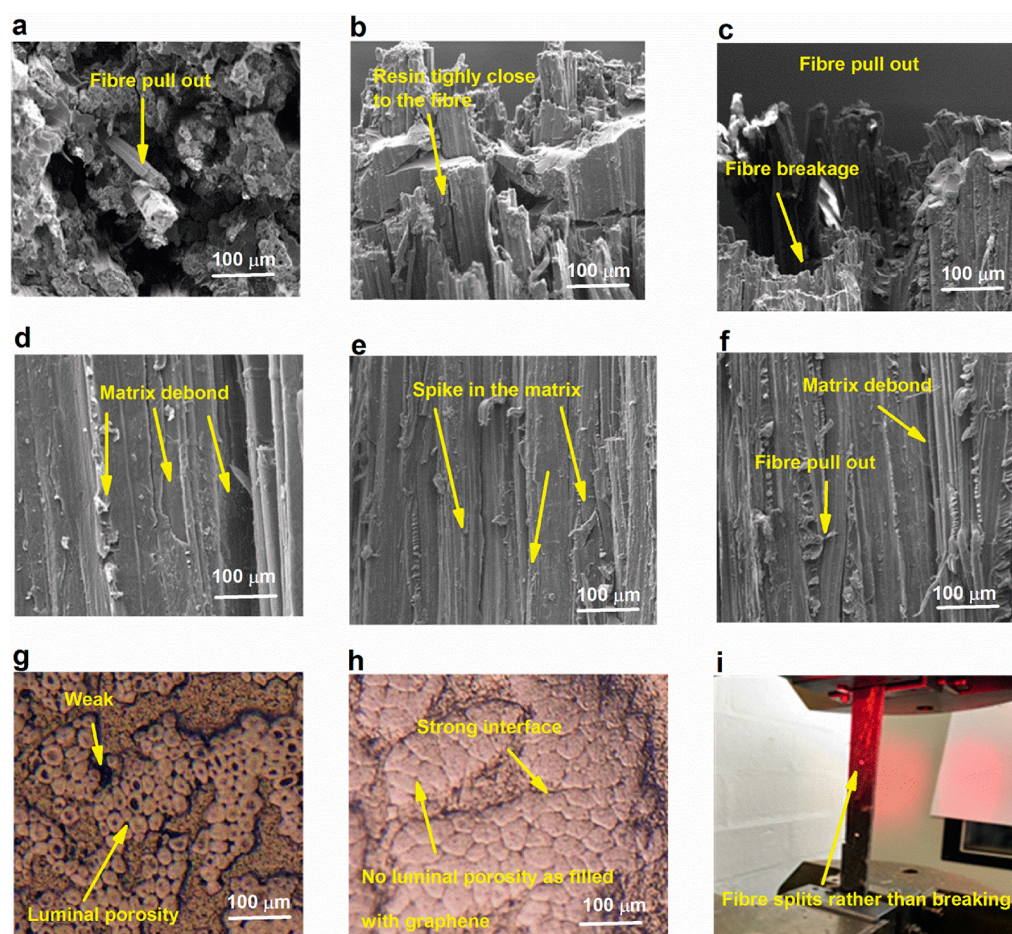 a
Fibre pull out
100 μm
b
Resin tighly close
to the fibre
100 μm
c
Fibre pull out
Fibre breakage
100 μm
d
Matrix debond
100 μm
e
Spike in the matrix
100 μm
f
Matrix debond
Fibre pull out
100 μm
g
Weak
Luminal porosity
100 μm
h
Strong interface
No luminal porosity as filled
with graphene
100 μm
i
Fibre splits rather than breaking